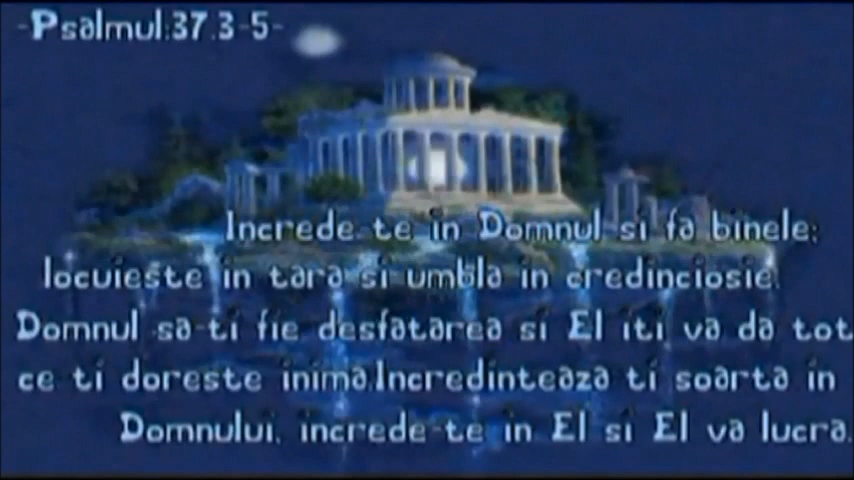 -Psalmul:37.3-5-
Increde-te in Domnul si fa binele;
locuieste in tara si umbla in credinciosie.
Domnul sa-ti fie desfatarea si El iti va da tot
ce ti doreste inima.Incredinteaza ti soarta in
Domnului, increde-te in El si El va lucra.